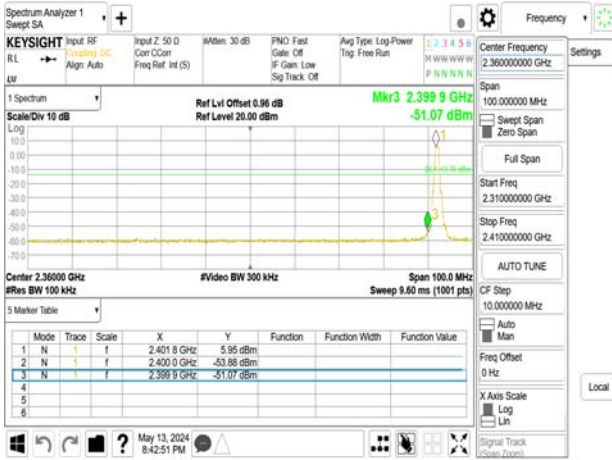 Spectrum Analyzer 1
Swept SA
+
Frequency
KEYSIGHT
RL
Input: RF
Coupling: DC
Align: Auto
Input Z: 50 Ω
Corr CCorr
Freq Ref: Int (S)
#Atten: 30 dB
PNO: Fast
Gate: Off
IF Gain: Low
Sig Track: Off
Avg Type: Log-Power
Trig: Free Run
1 2 3 4 5 6
M W W W W W
P N N N N N
1 Spectrum
Scale/Div 10 dB
Ref Lvl Offset 0.96 dB
Ref Level 20.00 dBm
Mkr3 2.399 9 GHz
-51.07 dBm
Log
10.0
0.00
-10.0
-20.0
-30.0
-40.0
-50.0
-60.0
-70.0
1
3
Center 2.36000 GHz
#Res BW 100 kHz
#Video BW 300 kHz
Span 100.0 MHz
Sweep 9.60 ms (1001 pts)
5 Marker Table
Mode Trace Scale X Y Function Function Width Function Value
1 N 1 f 2.401 8 GHz 5.95 dBm
2 N 1 f 2.400 0 GHz -53.88 dBm
3 N 1 f 2.399 9 GHz -51.07 dBm
4
5
6
May 13, 2024
8:42:51 PM
?
Center Frequency
2.360000000 GHz
Settings
Span
100.000000 MHz
Swept Span
Zero Span
Full Span
Start Freq
2.310000000 GHz
Stop Freq
2.410000000 GHz
AUTO TUNE
CF Step
10.000000 MHz
Auto
Man
Freq Offset
0 Hz
X Axis Scale
Log
Lin
Local
Signal Track
(Span Zoom)